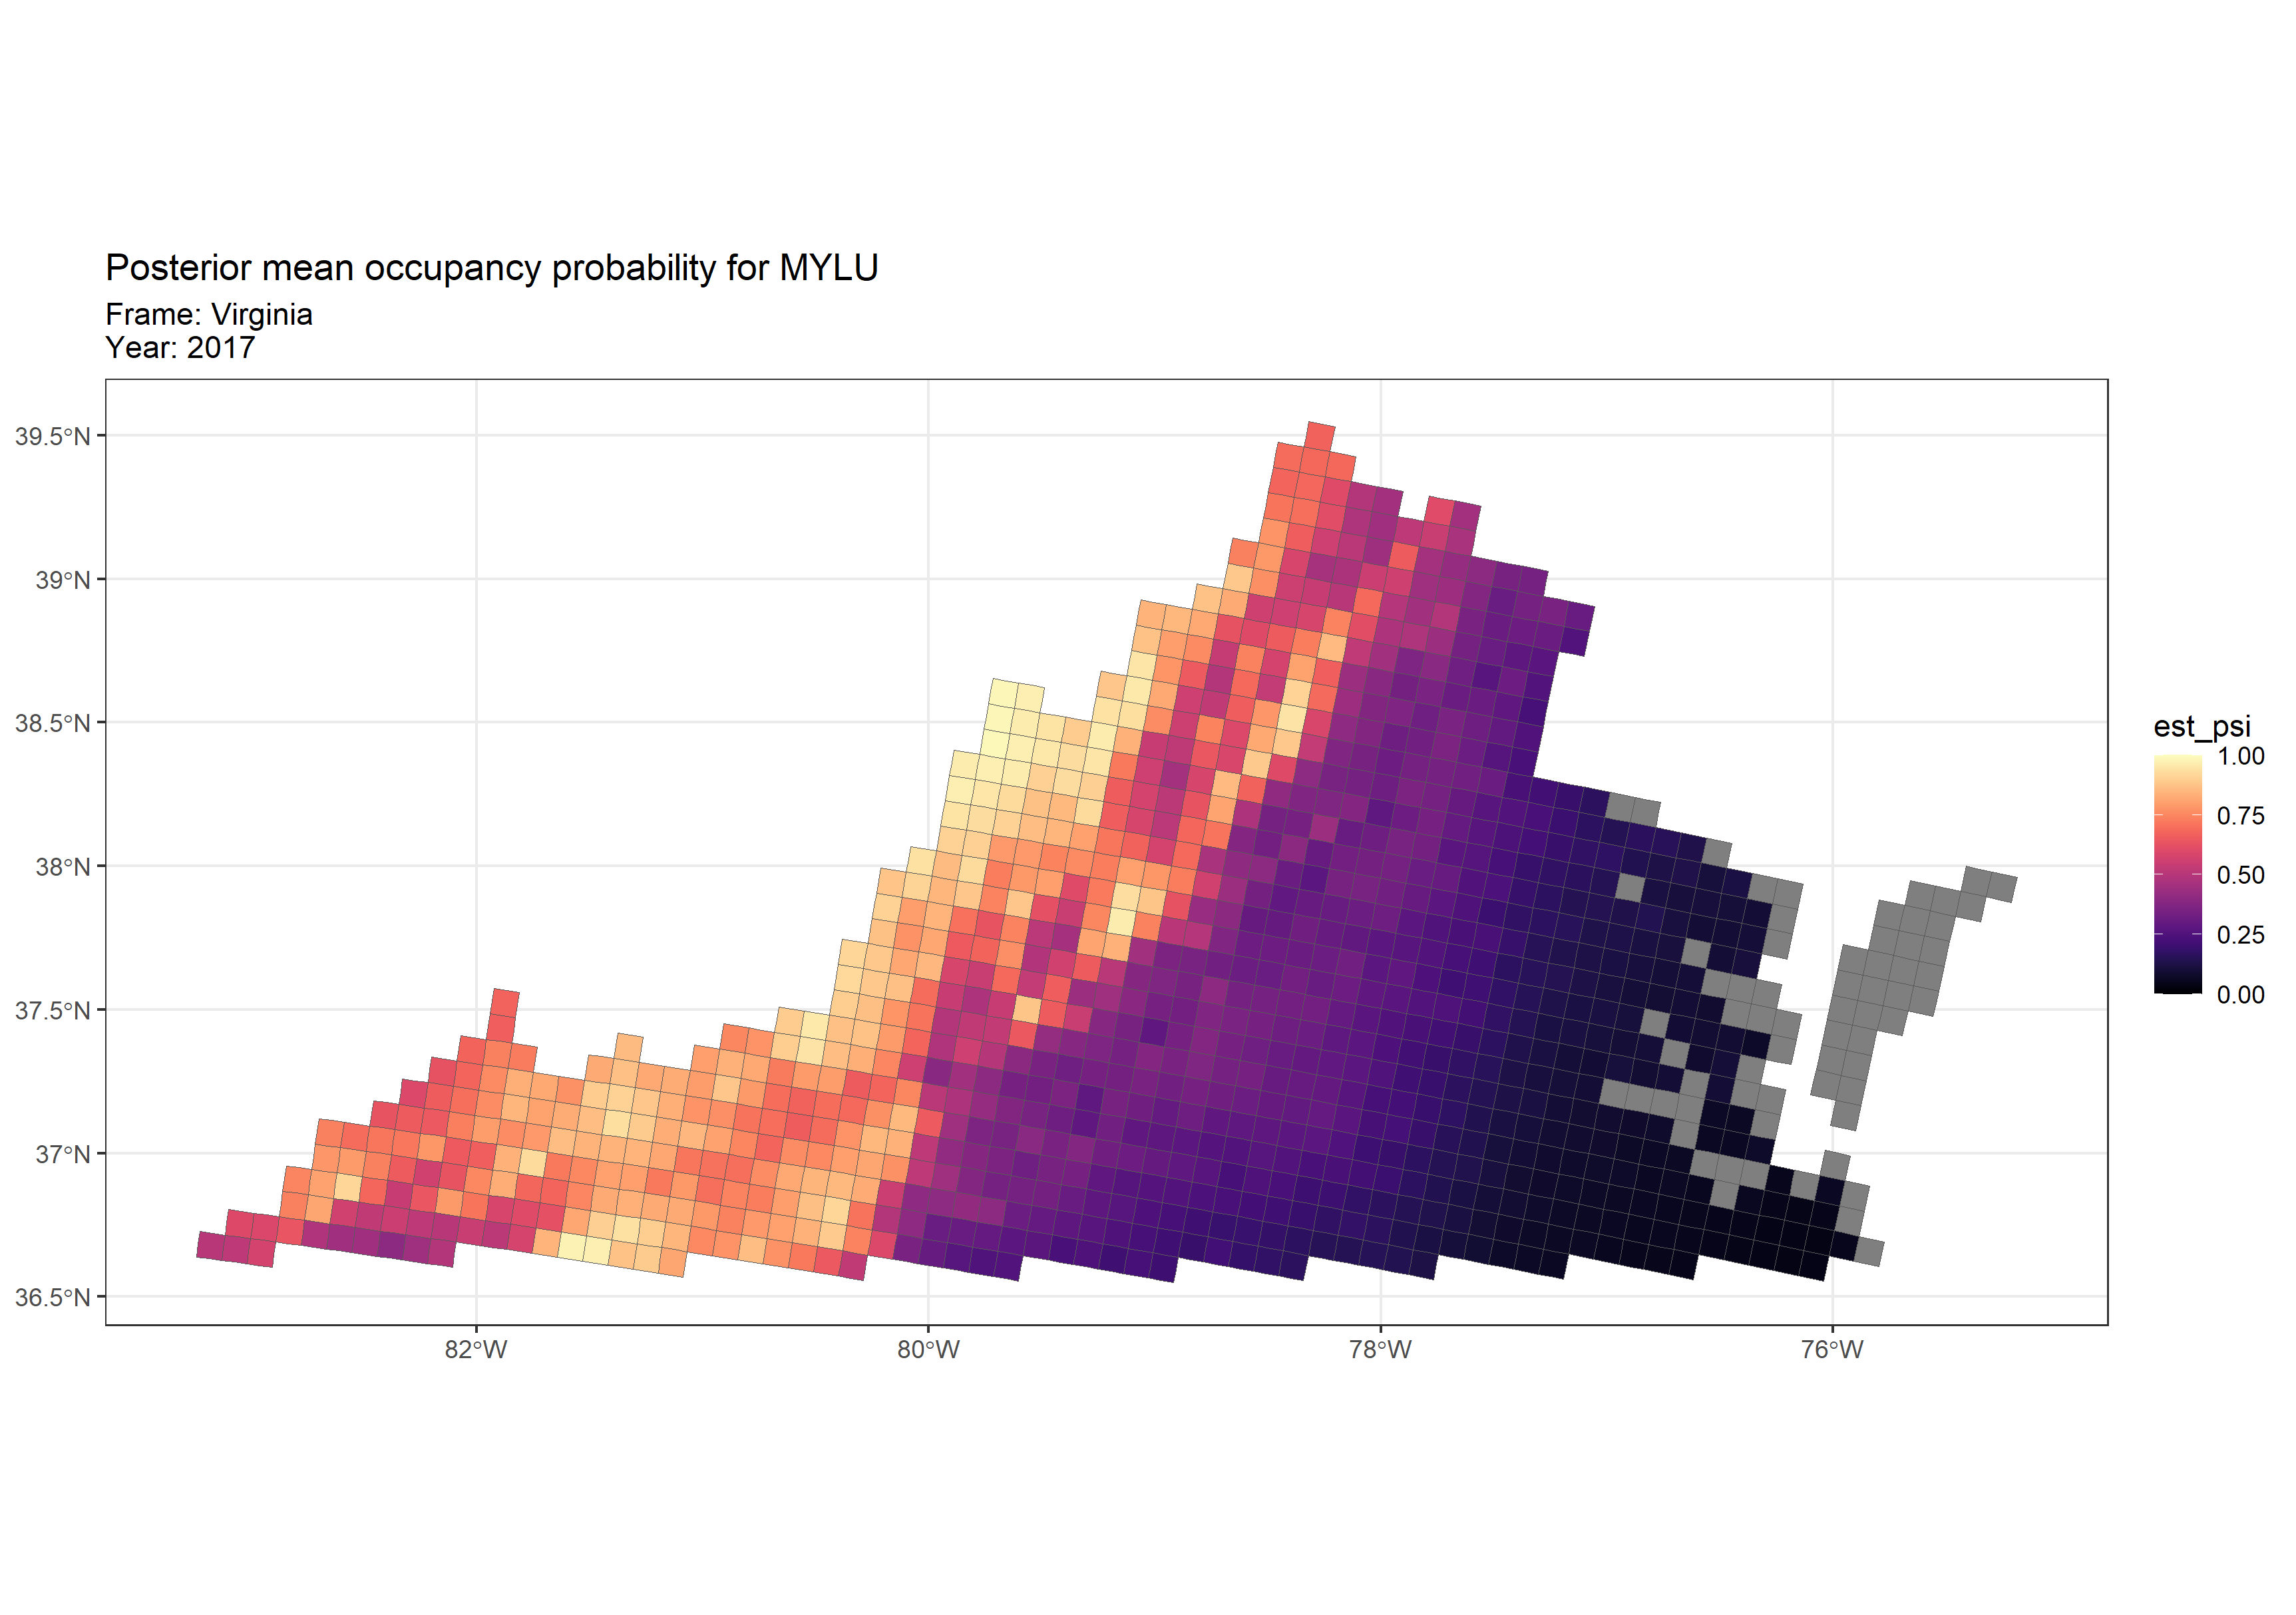 Posterior mean occupancy probability for MYLU
Frame: Virginia
Year: 2017
39.5°N
39°N
38.5°N
38°N
37.5°N
37°N
36.5°N
82°W
80°W
78°W
76°W
est_psi
1.00
0.75
0.50
0.25
0.00